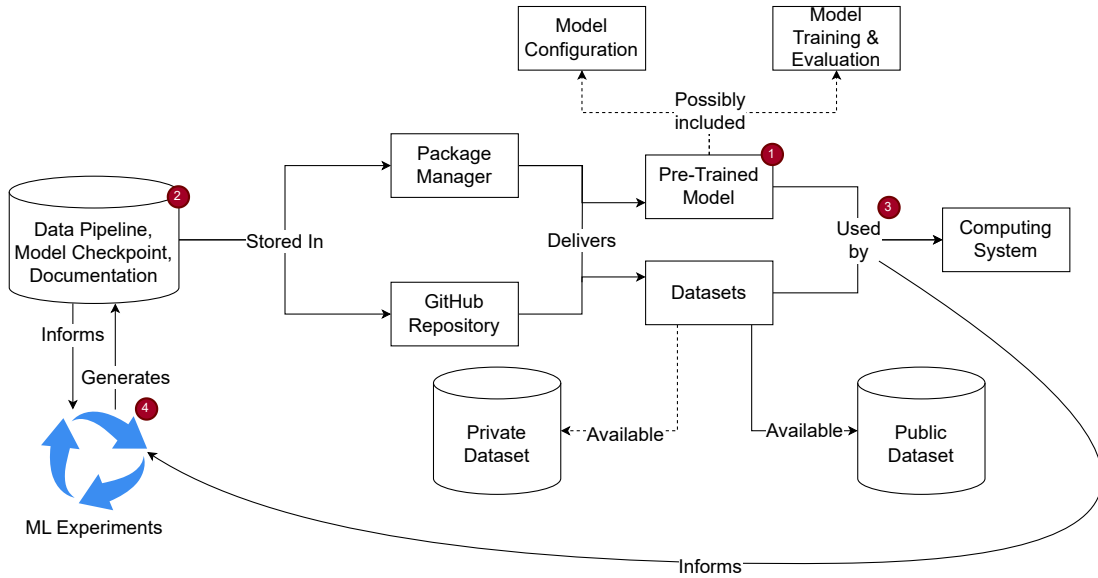 Model
Configuration
Model
Training &
Evaluation
Possibly
included
Package
Manager
1
Pre-Trained
Model
2
Data Pipeline,
Model Checkpoint,
Documentation
Stored In
Delivers
3
Used
by
Computing
System
GitHub
Repository
Datasets
Informs
Generates
4
ML Experiments
Private
Dataset
Available
Available
Public
Dataset
Informs